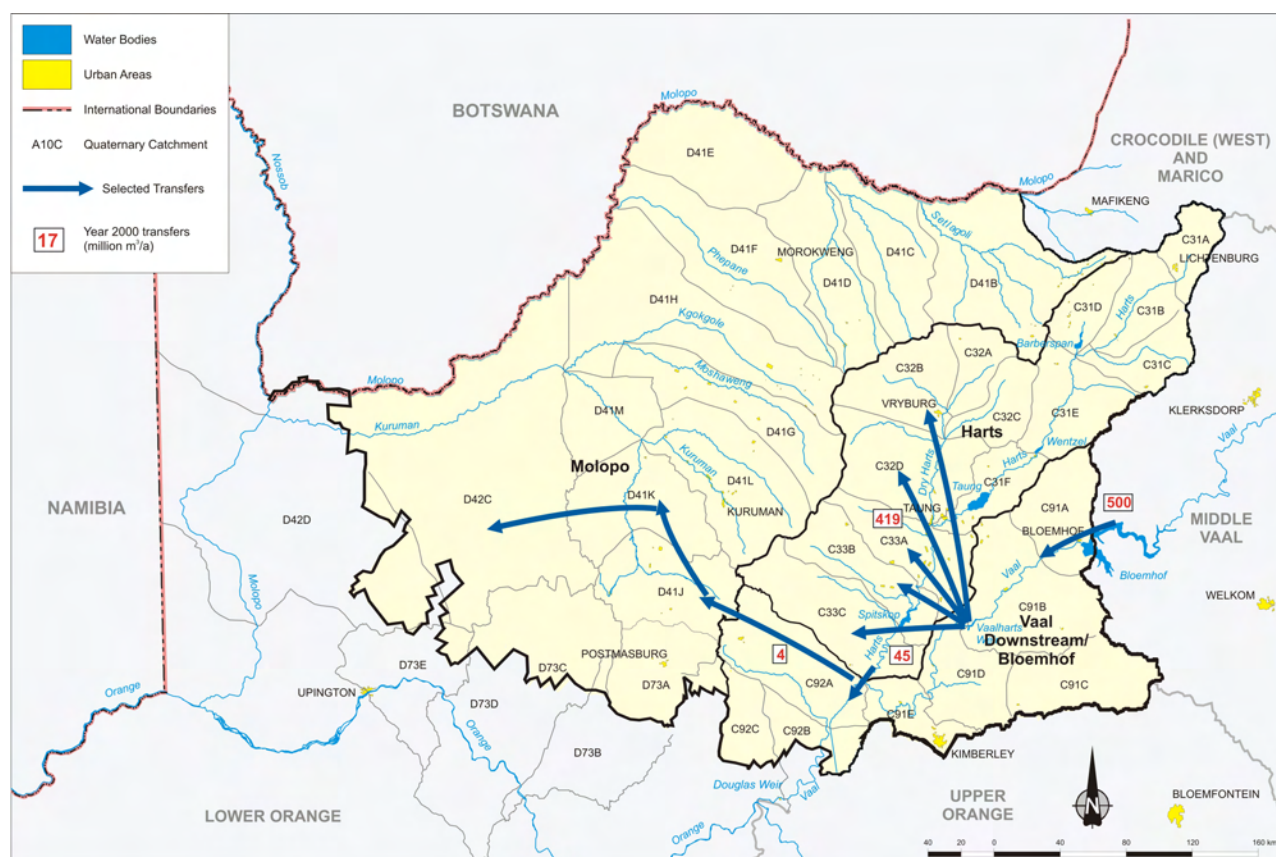 Water Bodies
Urban Areas
International Boundaries
A10C Quaternary Catchment
Selected Transfers
17 Year 2000 transfers
(million m³/a)
BOTSWANA
NAMIBIA
CROCODILE (WEST)
AND
MARICO
MIDDLE
VAAL
UPPER
ORANGE
LOWER ORANGE
Molopo
Harts
Vaal
Downstream/
Bloemhof
Nossob
Molopo
Molopo
Molopo
Molopo
Setlagoli
Phepane
Kgokgole
Moshaweng
Kuruman
Kuruman
Dry Harts
Harts
Harts
Harts
Wentzel
Barberspan
Taung
Spitskop
Vaalharts
Vaal
Vaal
Vaal
Bloemhof
Douglas Weir
Orange
Orange
Orange
MAFIKENG
LICHTENBURG
MOROKWENG
VRYBURG
KLERKSDORP
TAUNG
KURUMAN
BLOEMHOF
WELKOM
POSTMASBURG
UPINGTON
KIMBERLEY
BLOEMFONTEIN
D41E
D41F
D41C
D41D
D41B
D41H
D41M
D41G
D41L
D41K
D41J
D42C
D42D
D73A
D73B
D73C
D73D
D73E
C31A
C31B
C31C
C31D
C31E
C31F
C32A
C32B
C32C
C32D
C33A
C33B
C33C
C91A
C91B
C91C
C91D
C91E
C92A
C92B
C92C
419
500
45
4
N
40 20 0 40 80 120 160 km